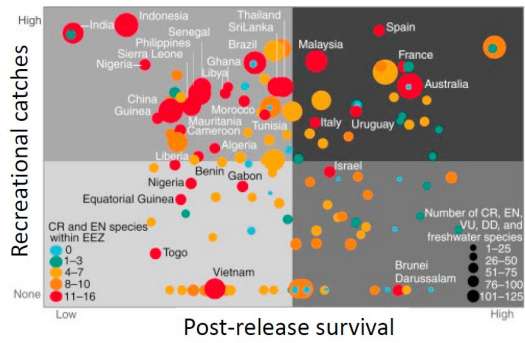 High
Indonesia
India
Senegal
Thailand
SriLanka
Philippines
Sierra Leone
Nigeria
Ghana
Libya
Brazil
Malaysia
Spain
France
Australia
China
Guinea
Morocco
Mauritania
Cameroon
Tunisia
Italy
Uruguay
Algeria
Liberia
Benin
Gabon
Israel
Nigeria
Equatorial Guinea
CR and EN species
within EEZ
0
1–3
4–7
8–10
11–16
Togo
Vietnam
Brunei
Darussalam
Number of CR, EN,
VU, DD, and
freshwater species
1–25
26–50
51–75
76–100
101–125
None
Low
High
Recreational catches
Post-release survival